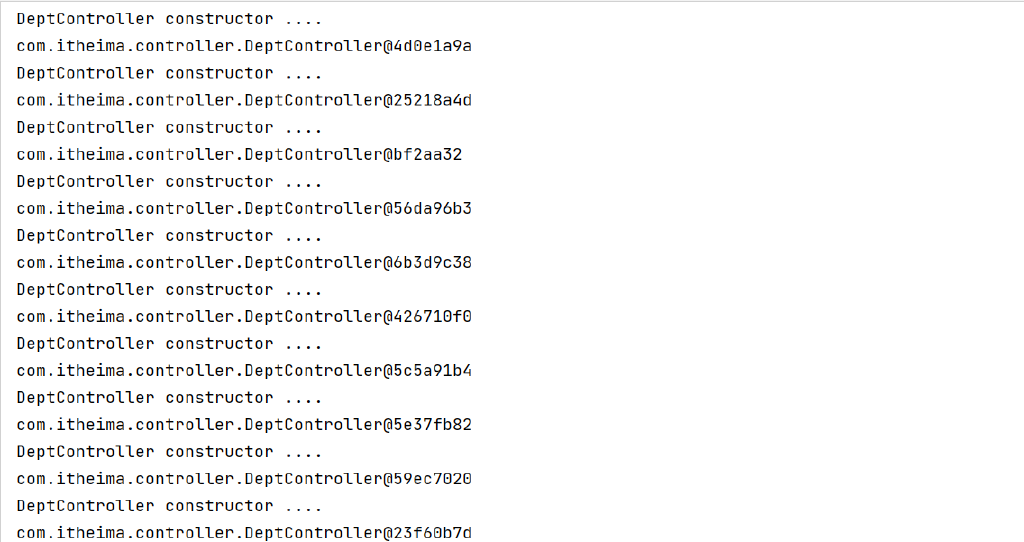 DeptController constructor ....
com.itheima.controller.DeptController@4d0e1a9a
DeptController constructor ....
com.itheima.controller.DeptController@25218a4d
DeptController constructor ....
com.itheima.controller.DeptController@bf2aa32
DeptController constructor ....
com.itheima.controller.DeptController@56da96b3
DeptController constructor ....
com.itheima.controller.DeptController@6b3d9c38
DeptController constructor ....
com.itheima.controller.DeptController@426710f0
DeptController constructor ....
com.itheima.controller.DeptController@5c5a91b4
DeptController constructor ....
com.itheima.controller.DeptController@5e37fb82
DeptController constructor ....
com.itheima.controller.DeptController@59ec7020
DeptController constructor ....
com.itheima.controller.DeptController@23f60b7d